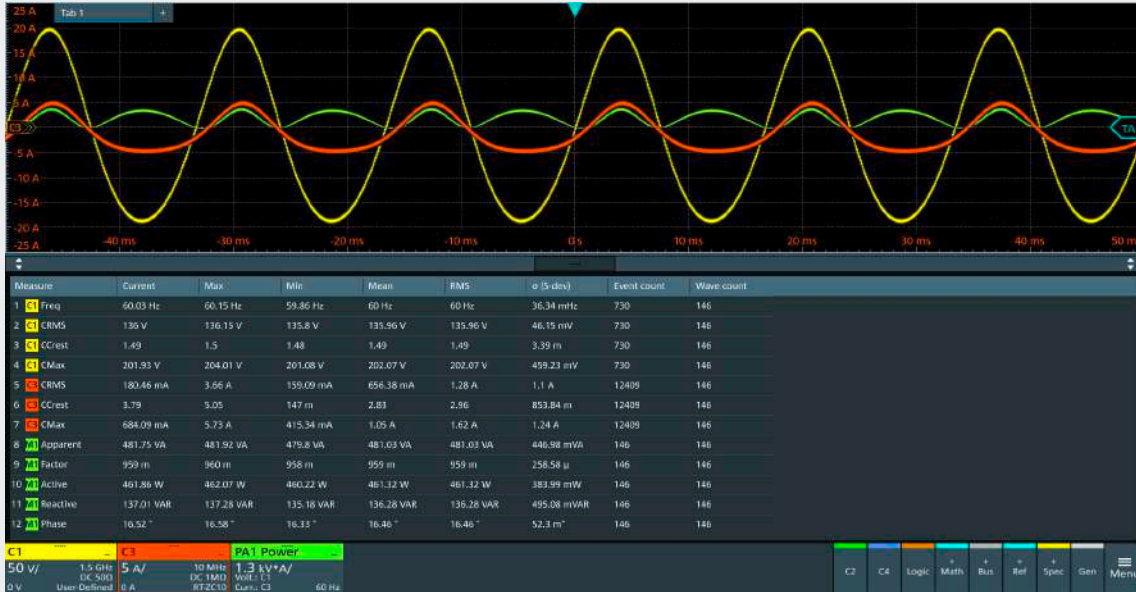 25 A
Tab 1 +
20 A
15 A
10 A
5 A
C3
TA
-5 A
-10 A
-15 A
-20 A
-25 A
-40 ms -30 ms -20 ms -10 ms 0 s 10 ms 20 ms 30 ms 40 ms 50 m
Measure Current Max Min Mean RMS σ (S-dev) Event count Wave count
1 C1 Freq 60.03 Hz 60.15 Hz 59.86 Hz 60 Hz 60 Hz 36.34 mHz 730 146
2 C1 CRMS 136 V 136.15 V 135.8 V 135.96 V 135.96 V 46.15 mV 730 146
3 C1 CCrest 1.49 1.5 1.48 1.49 1.49 3.39 m 730 146
4 C1 CMax 201.93 V 204.01 V 201.08 V 202.07 V 202.07 V 459.23 mV 730 146
5 C3 CRMS 180.46 mA 3.66 A 159.09 mA 656.38 mA 1.28 A 1.1 A 12409 146
6 C3 CCrest 3.79 5.05 147 m 2.83 2.96 853.84 m 12409 146
7 C3 CMax 684.09 mA 5.73 A 415.34 mA 1.05 A 1.62 A 1.24 A 12409 146
8 M1 Apparent 481.75 VA 481.92 VA 479.8 VA 481.03 VA 481.03 VA 446.98 mVA 146 146
9 M1 Factor 959 m 960 m 958 m 959 m 959 m 258.58 µ 146 146
10 M1 Active 461.86 W 462.07 W 460.22 W 461.32 W 461.32 W 383.99 mW 146 146
11 M1 Reactive 137.01 VAR 137.28 VAR 135.18 VAR 136.28 VAR 136.28 VAR 495.08 mVAR 146 146
12 M1 Phase 16.52 ° 16.58 ° 16.33 ° 16.46 ° 16.46 ° 52.3 m° 146 146
C1 C3 PA1 Power
50 V/ 1.5 GHz 5 A/ 10 MHz 1.3 kV*A/
DC 50Ω DC 1MΩ Volt.: C1
0 V User-Defined 0 A RT-ZC10 Curr.: C3 60 Hz
C2 C4 Logic + Math + Bus + Ref + Spec Gen Menu